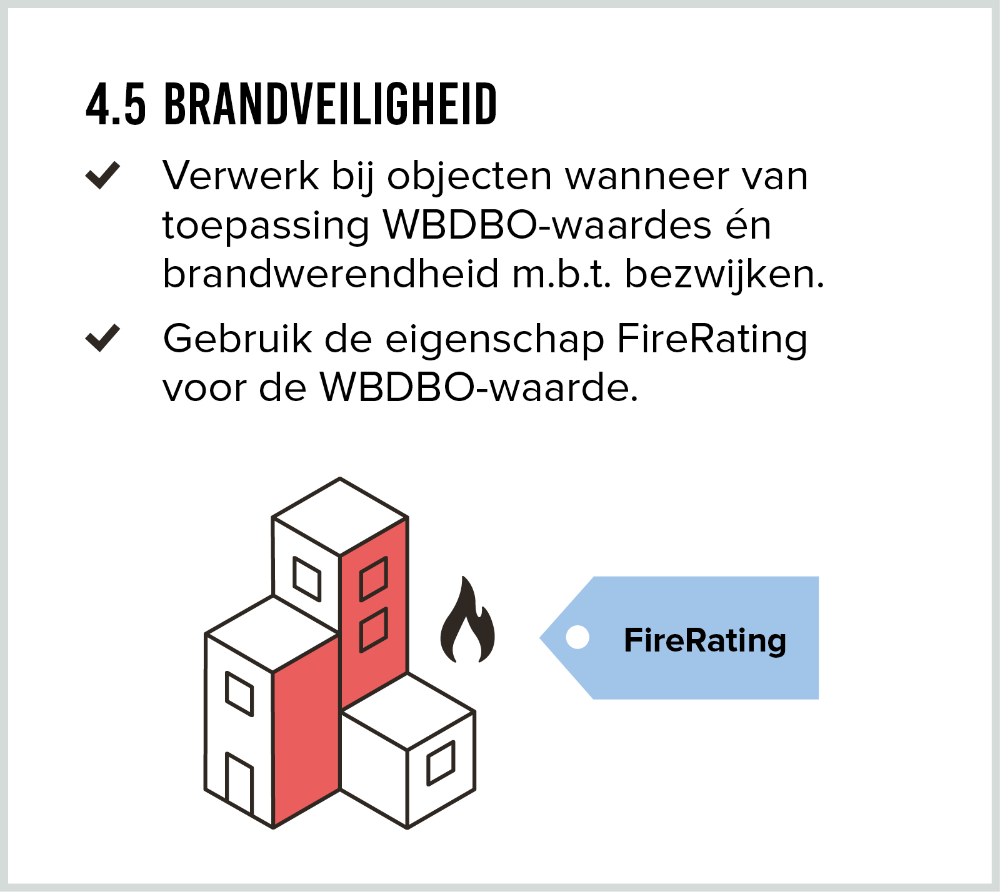 4.5 BRANDVEILIGHEID
Verwerk bij objecten wanneer van
toepassing WBDBO-waardes én
brandwerendheid m.b.t. bezwijken.
Gebruik de eigenschap FireRating
voor de WBDBO-waarde.
FireRating